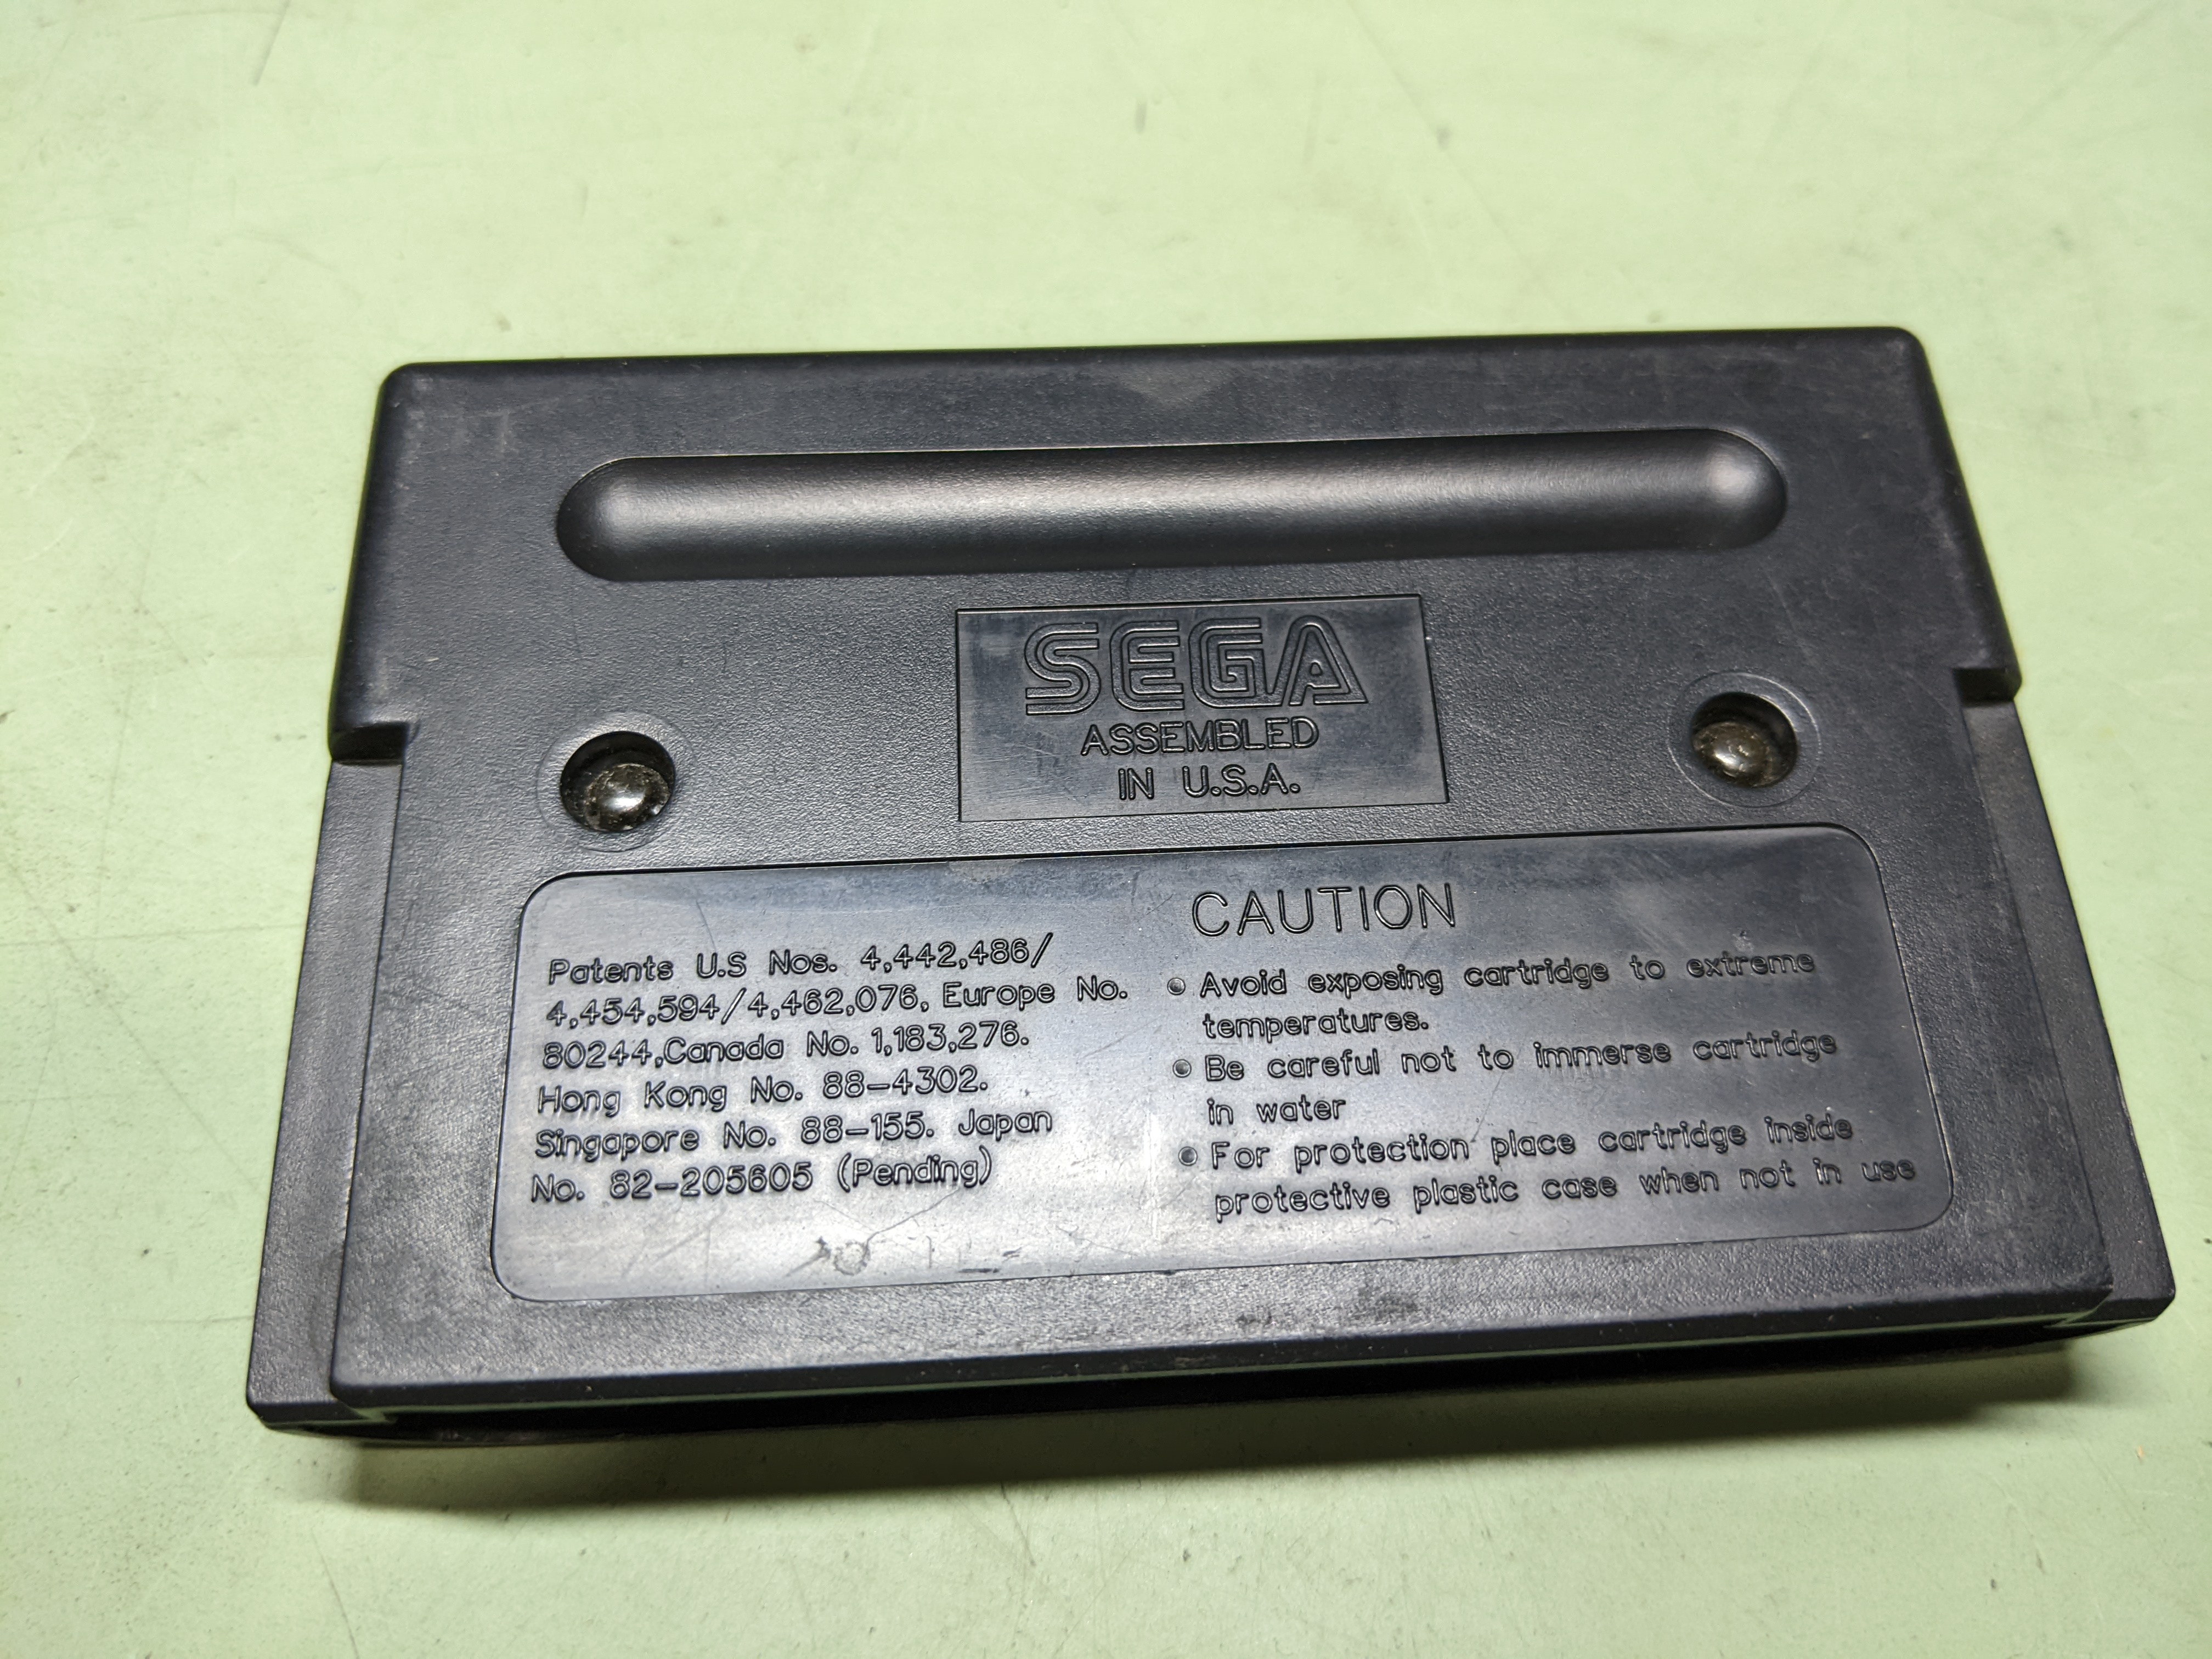 SEGA
ASSEMBLED
IN U.S.A.
Patents U.S Nos. 4,442,486/
4,454,594/4,462,076, Europe No.
80244,Canada No. 1,183,276.
Hong Kong No. 88-4302.
Singapore No. 88-155. Japan
No. 82-205605 (Pending)
CAUTION
• Avoid exposing cartridge to extreme
temperatures.
• Be careful not to immerse cartridge
in water
• For protection place cartridge inside
protective plastic case when not in use